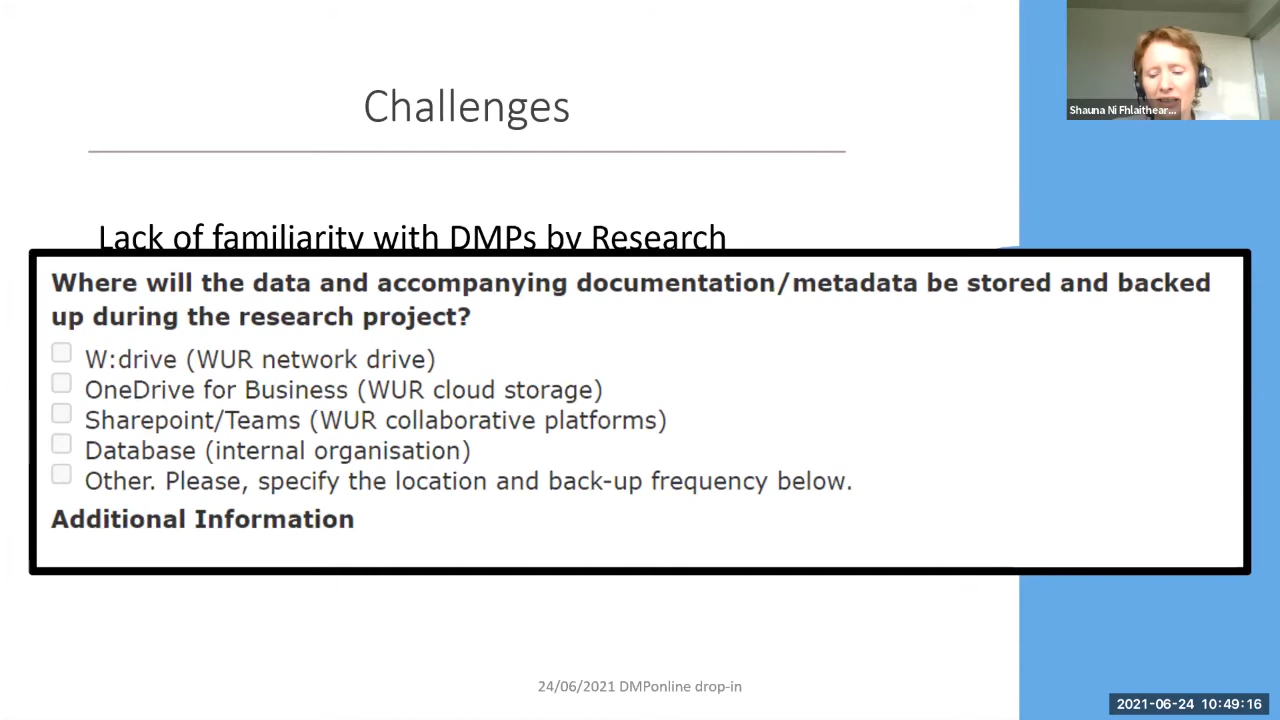 Challenges
Shauna Ni Fhlaithear...
Lack of familiarity with DMPs by Research
Where will the data and accompanying documentation/metadata be stored and backed
up during the research project?
W:drive (WUR network drive)
OneDrive for Business (WUR cloud storage)
Sharepoint/Teams (WUR collaborative platforms)
Database (internal organisation)
Other. Please, specify the location and back-up frequency below.
Additional Information
24/06/2021 DMPonline drop-in
2021-06-24 10:49:16